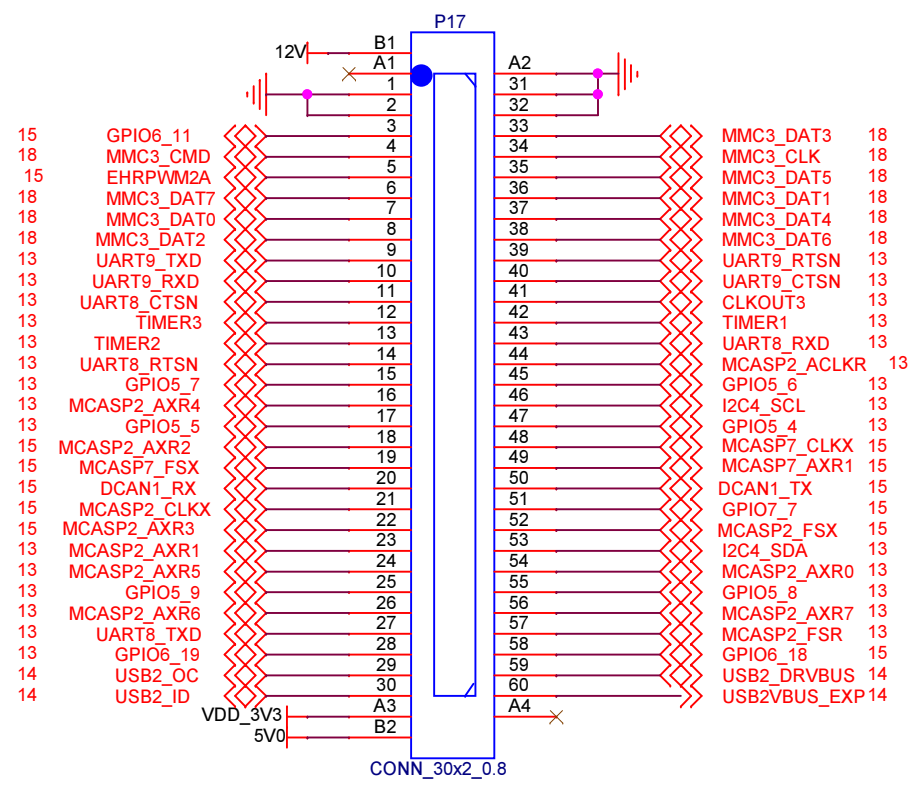 P17
12V B1
A1 A2
1 31
2 32
15 GPIO6_11 3 33 MMC3_DAT3 18
18 MMC3_CMD 4 34 MMC3_CLK 18
15 EHRPWM2A 5 35 MMC3_DAT5 18
18 MMC3_DAT7 6 36 MMC3_DAT1 18
18 MMC3_DAT0 7 37 MMC3_DAT4 18
18 MMC3_DAT2 8 38 MMC3_DAT6 18
13 UART9_TXD 9 39 UART9_RTSN 13
13 UART9_RXD 10 40 UART9_CTSN 13
13 UART8_CTSN 11 41 CLKOUT3 13
13 TIMER3 12 42 TIMER1 13
13 TIMER2 13 43 UART8_RXD 13
13 UART8_RTSN 14 44 MCASP2_ACLKR 13
13 GPIO5_7 15 45 GPIO5_6 13
13 MCASP2_AXR4 16 46 I2C4_SCL 13
13 GPIO5_5 17 47 GPIO5_4 13
15 MCASP2_AXR2 18 48 MCASP7_CLKX 15
15 MCASP7_FSX 19 49 MCASP7_AXR1 15
15 DCAN1_RX 20 50 DCAN1_TX 15
15 MCASP2_CLKX 21 51 GPIO7_7 15
15 MCASP2_AXR3 22 52 MCASP2_FSX 15
13 MCASP2_AXR1 23 53 I2C4_SDA 13
13 MCASP2_AXR5 24 54 MCASP2_AXR0 13
13 GPIO5_9 25 55 GPIO5_8 13
13 MCASP2_AXR6 26 56 MCASP2_AXR7 13
13 UART8_TXD 27 57 MCASP2_FSR 13
13 GPIO6_19 28 58 GPIO6_18 15
14 USB2_OC 29 59 USB2_DRVBUS 14
14 USB2_ID 30 60 USB2VBUS_EXP 14
VDD_3V3 A3 A4
5V0 B2
CONN_30x2_0.8